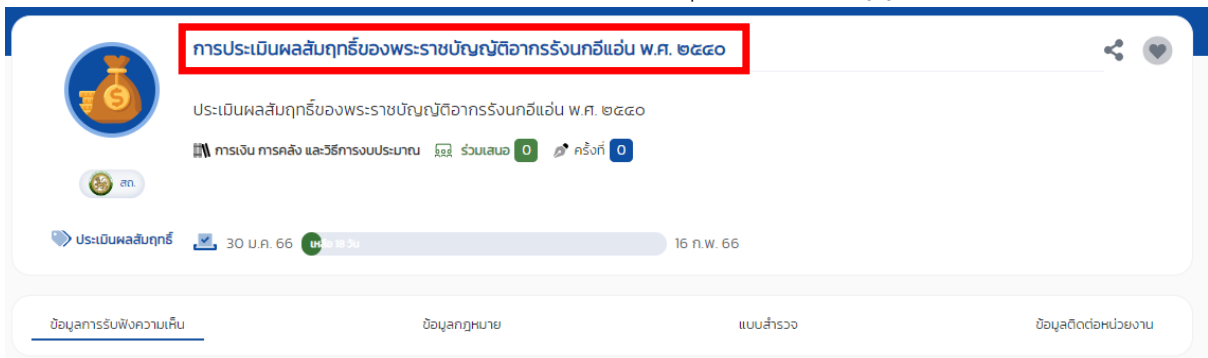 การประเมินผลสัมฤทธิ์ของพระราชบัญญัติอากรรังนกอีแอ่น พ.ศ. ๒๕๔๐
ประเมินผลสัมฤทธิ์ของพระราชบัญญัติอากรรังนกอีแอ่น พ.ศ. ๒๕๔๐
การเงิน การคลัง และวิธีการงบประมาณ ร่วมเสนอ 0 ครั้งที่ 0
สถ.
ประเมินผลสัมฤทธิ์ 30 ม.ค. 66 เหลือ 18 วัน 16 ก.พ. 66
ข้อมูลการรับฟังความเห็น ข้อมูลกฎหมาย แบบสำรวจ ข้อมูลติดต่อหน่วยงาน